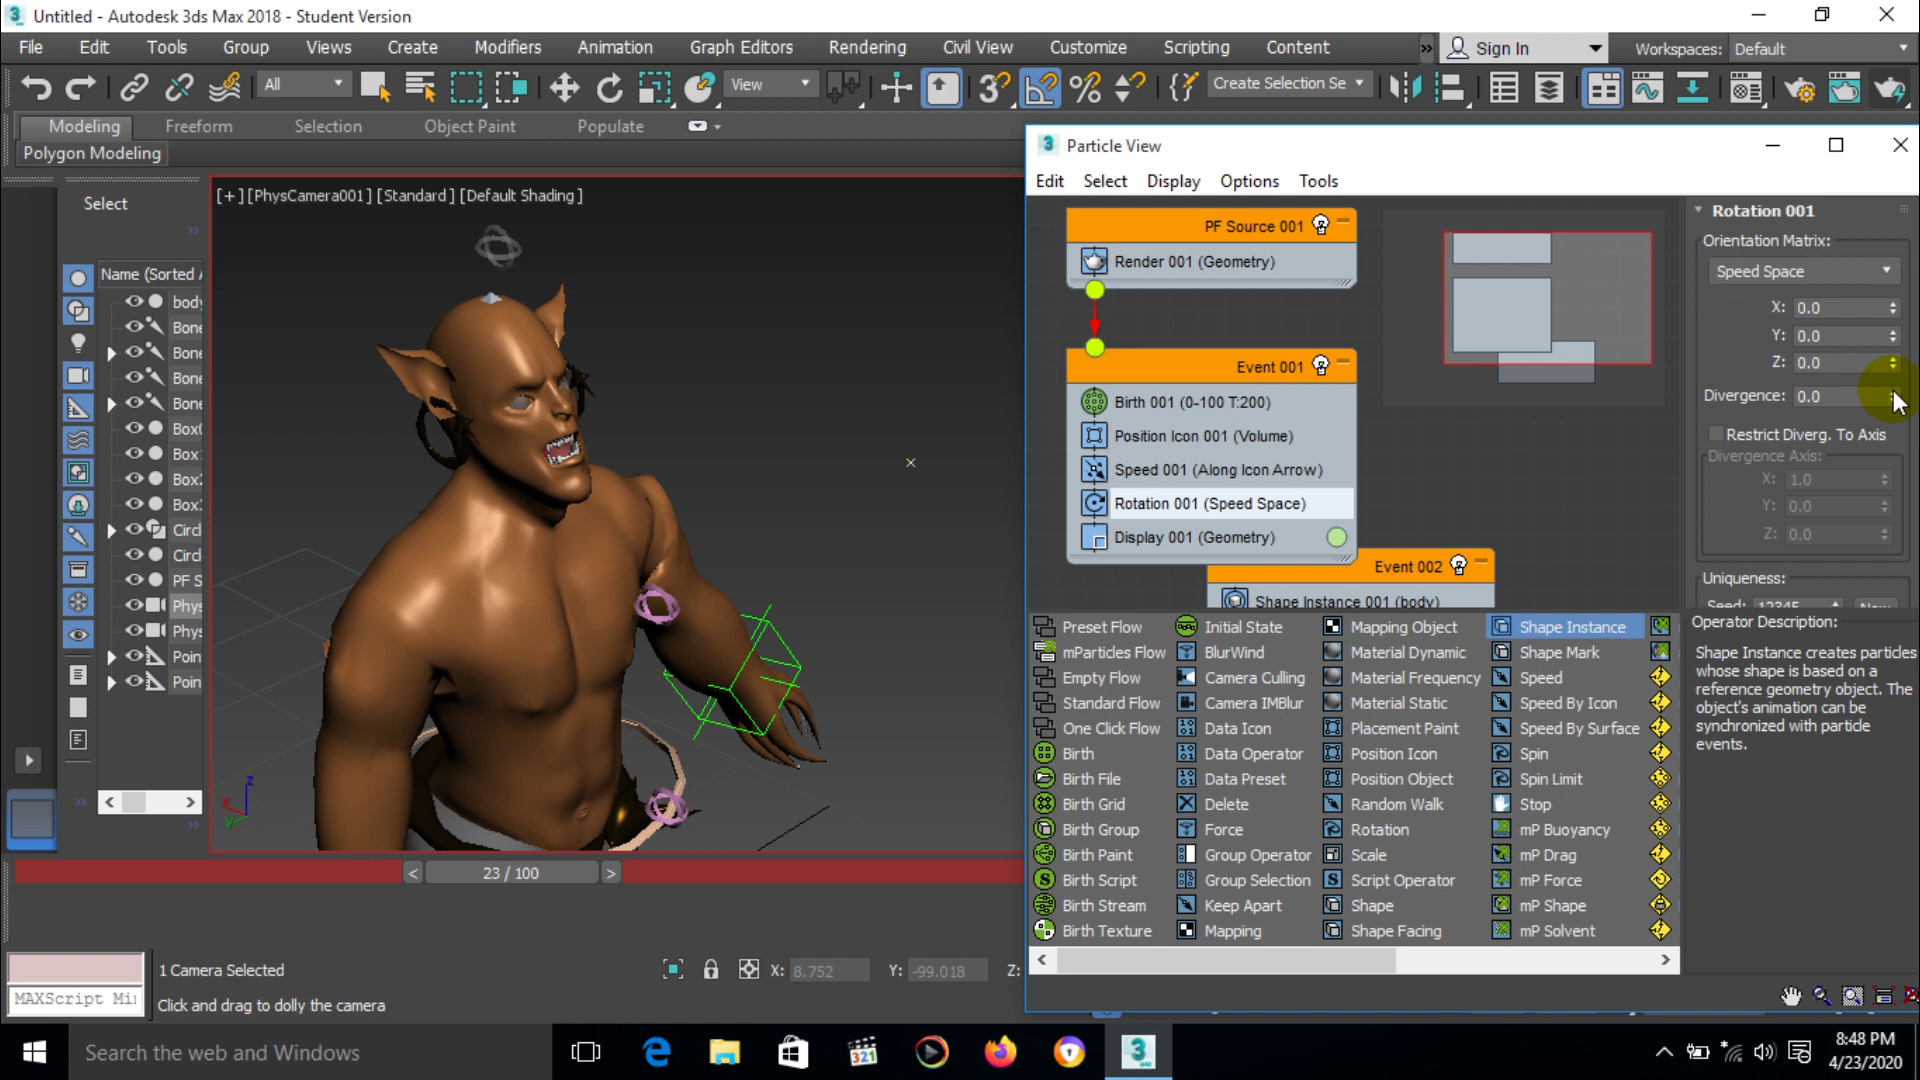 Untitled - Autodesk 3ds Max 2018 - Student Version
File Edit Tools Group Views Create Modifiers Animation Graph Editors Rendering Civil View Customize Scripting Content » Sign In Workspaces: Default
All View Create Selection Se
Modeling Freeform Selection Object Paint Populate
Polygon Modeling
Select
Name (Sorted
body
Bone
Bone
Bone
Bone
Box
Box
Box
Circ
Circ
PF S
Phys
Phys
Poin
Poin
[+] [PhysCamera001] [Standard] [Default Shading]
z
x
y
< 23 / 100 >
MAXScript Mi
1 Camera Selected
Click and drag to dolly the camera
X: 8.752 Y: -99.018 Z:
3 Particle View
Edit Select Display Options Tools
PF Source 001
Render 001 (Geometry)
Event 001
Birth 001 (0-100 T:200)
Position Icon 001 (Volume)
Speed 001 (Along Icon Arrow)
Rotation 001 (Speed Space)
Display 001 (Geometry)
Event 002
Shape Instance 001 (body)
Rotation 001
Orientation Matrix:
Speed Space
X: 0.0
Y: 0.0
Z: 0.0
Divergence: 0.0
Restrict Diverg. To Axis
Divergence Axis:
X: 1.0
Y: 0.0
Z: 0.0
Uniqueness:
Seed: 12345 New
Preset Flow Initial State Mapping Object Shape Instance
mParticles Flow BlurWind Material Dynamic Shape Mark
Empty Flow Camera Culling Material Frequency Speed
Standard Flow Camera IMBlur Material Static Speed By Icon
One Click Flow Data Icon Placement Paint Speed By Surface
Birth Data Operator Position Icon Spin
Birth File Data Preset Position Object Spin Limit
Birth Grid Delete Random Walk Stop
Birth Group Force Rotation mP Buoyancy
Birth Paint Group Operator Scale mP Drag
Birth Script Group Selection Script Operator mP Force
Birth Stream Keep Apart Shape mP Shape
Birth Texture Mapping Shape Facing mP Solvent
Operator Description:
Shape Instance creates particles
whose shape is based on a
reference geometry object. The
object's animation can be
synchronized with particle
events.
Search the web and Windows
321
3
8:48 PM
4/23/2020